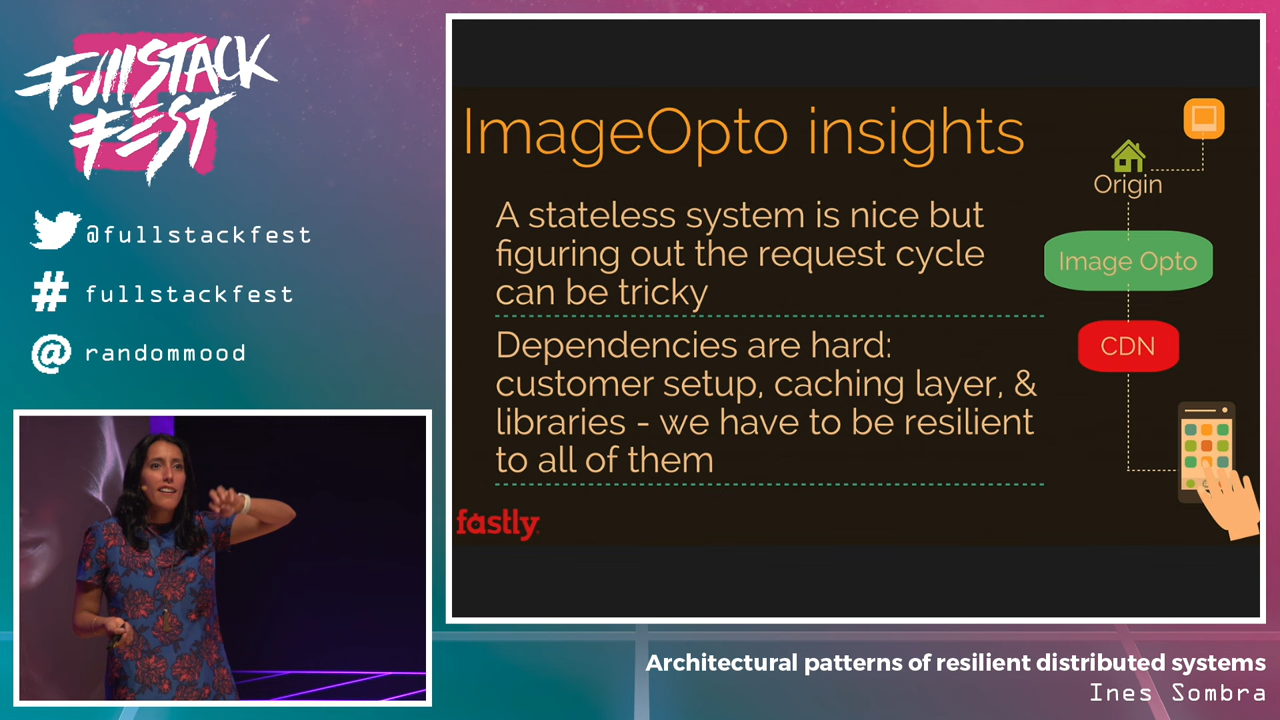 FullSTACK
FEST
@fullstackfest
# fullstackfest
@ randommood
ImageOpto insights
A stateless system is nice but
figuring out the request cycle
can be tricky
Dependencies are hard:
customer setup, caching layer, &
libraries - we have to be resilient
to all of them
Origin
Image Opto
CDN
fastly
Architectural patterns of resilient distributed systems
Ines Sombra